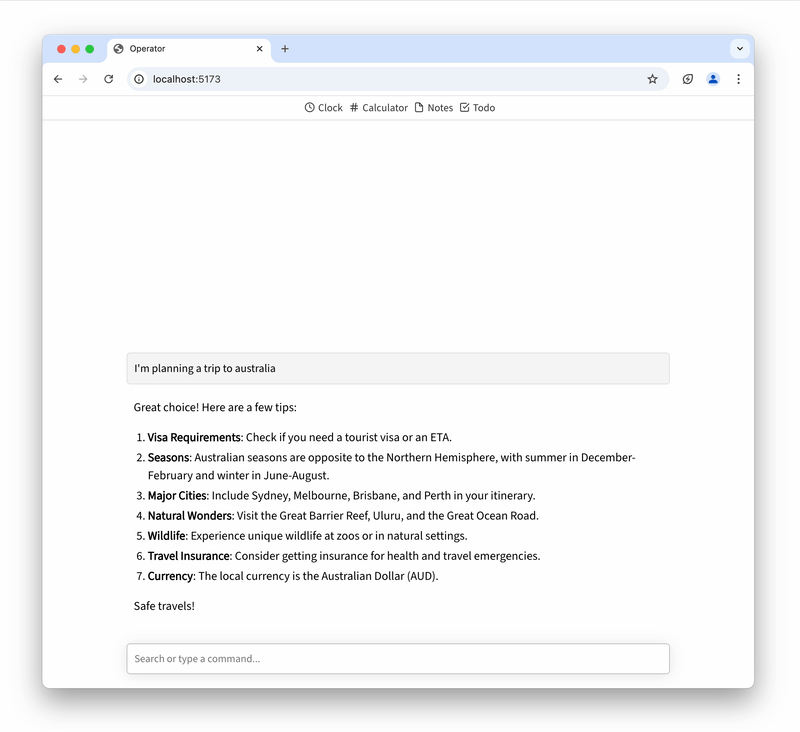 Operator
localhost:5173
Clock Calculator Notes Todo
I'm planning a trip to australia
Great choice! Here are a few tips:
1. Visa Requirements: Check if you need a tourist visa or an ETA.
2. Seasons: Australian seasons are opposite to the Northern Hemisphere, with summer in December-
February and winter in June-August.
3. Major Cities: Include Sydney, Melbourne, Brisbane, and Perth in your itinerary.
4. Natural Wonders: Visit the Great Barrier Reef, Uluru, and the Great Ocean Road.
5. Wildlife: Experience unique wildlife at zoos or in natural settings.
6. Travel Insurance: Consider getting insurance for health and travel emergencies.
7. Currency: The local currency is the Australian Dollar (AUD).
Safe travels!
Search or type a command...